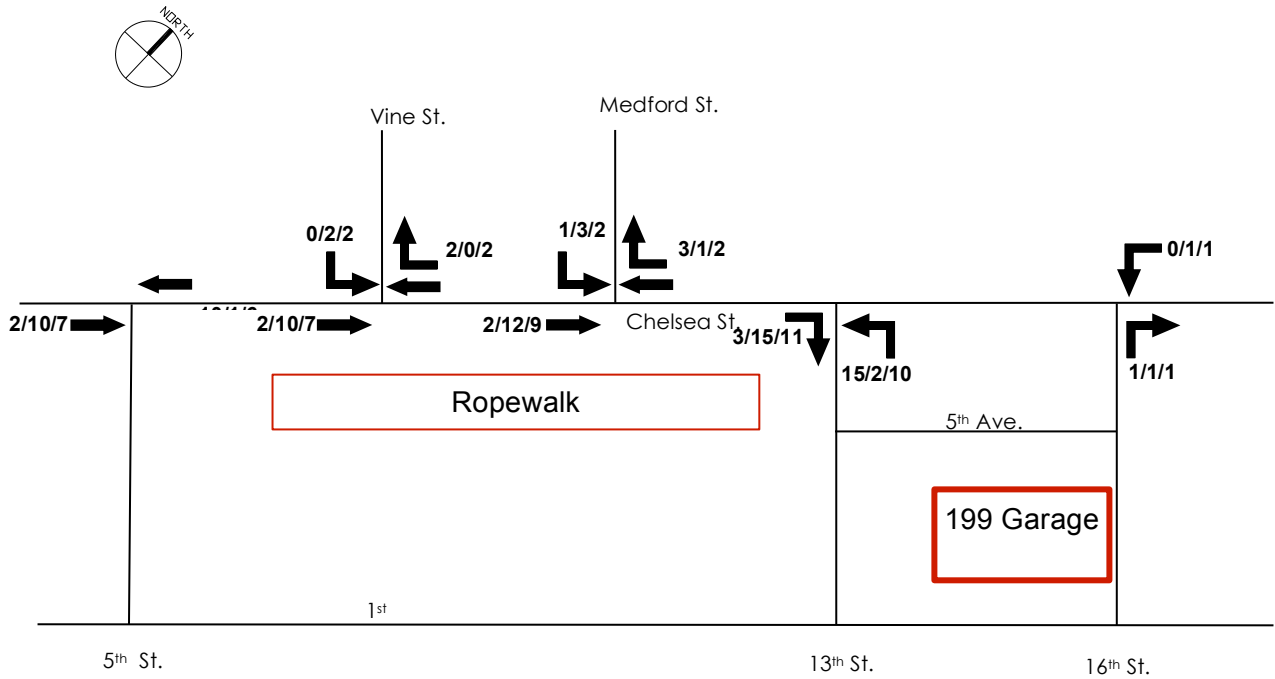 NORTH
Vine St.
Medford St.
0/2/2
2/0/2
1/3/2
3/1/2
0/1/1
2/10/7
2/10/7
2/12/9
Chelsea St.
3/15/11
15/2/10
1/1/1
Ropewalk
5th Ave.
199 Garage
1st
5th St.
13th St.
16th St.